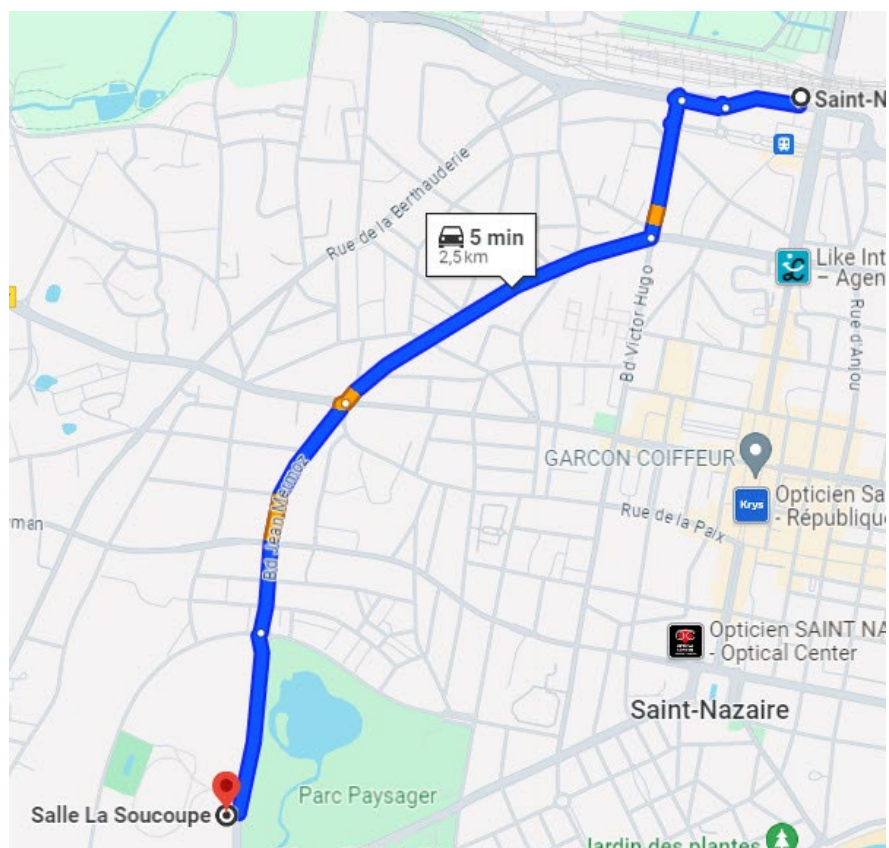 Saint-N
Rue de la Berthauderie
5 min
2,5 km
Like Int
– Agen
Bd Victor Hugo
Rue d'Anjou
GARCON COIFFEUR
Krys
Opticien Sa
- République
Rue de la Paix
Bd Jean Mermoz
rman
Opticien SAINT NA
- Optical Center
Saint-Nazaire
Parc Paysager
Salle La Soucoupe
Jardin des plantes